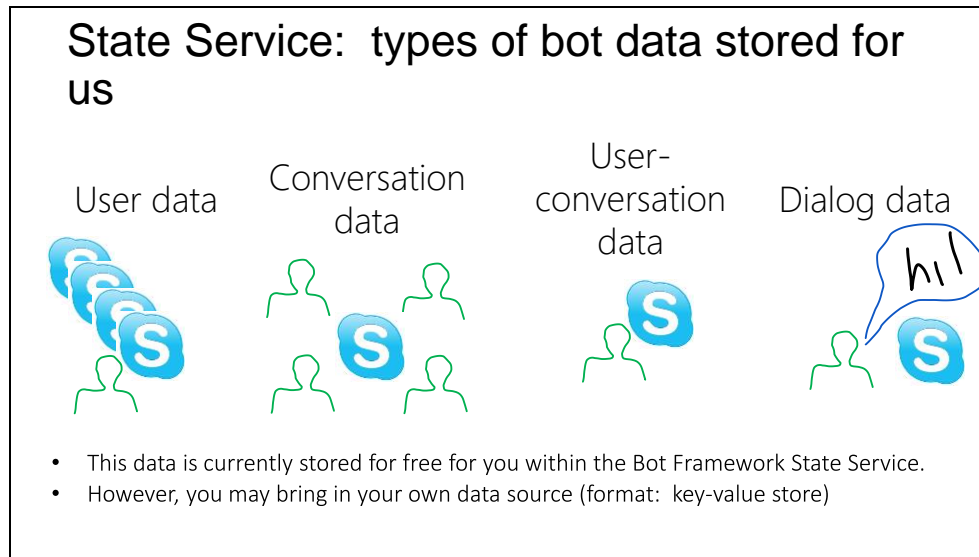 State Service:  types of bot data stored for
us
User data
Conversation
data
User-
conversation
data
Dialog data
hi!
S
S
S
S
S
S
S
• This data is currently stored for free for you within the Bot Framework State Service.
• However, you may bring in your own data source (format:  key-value store)